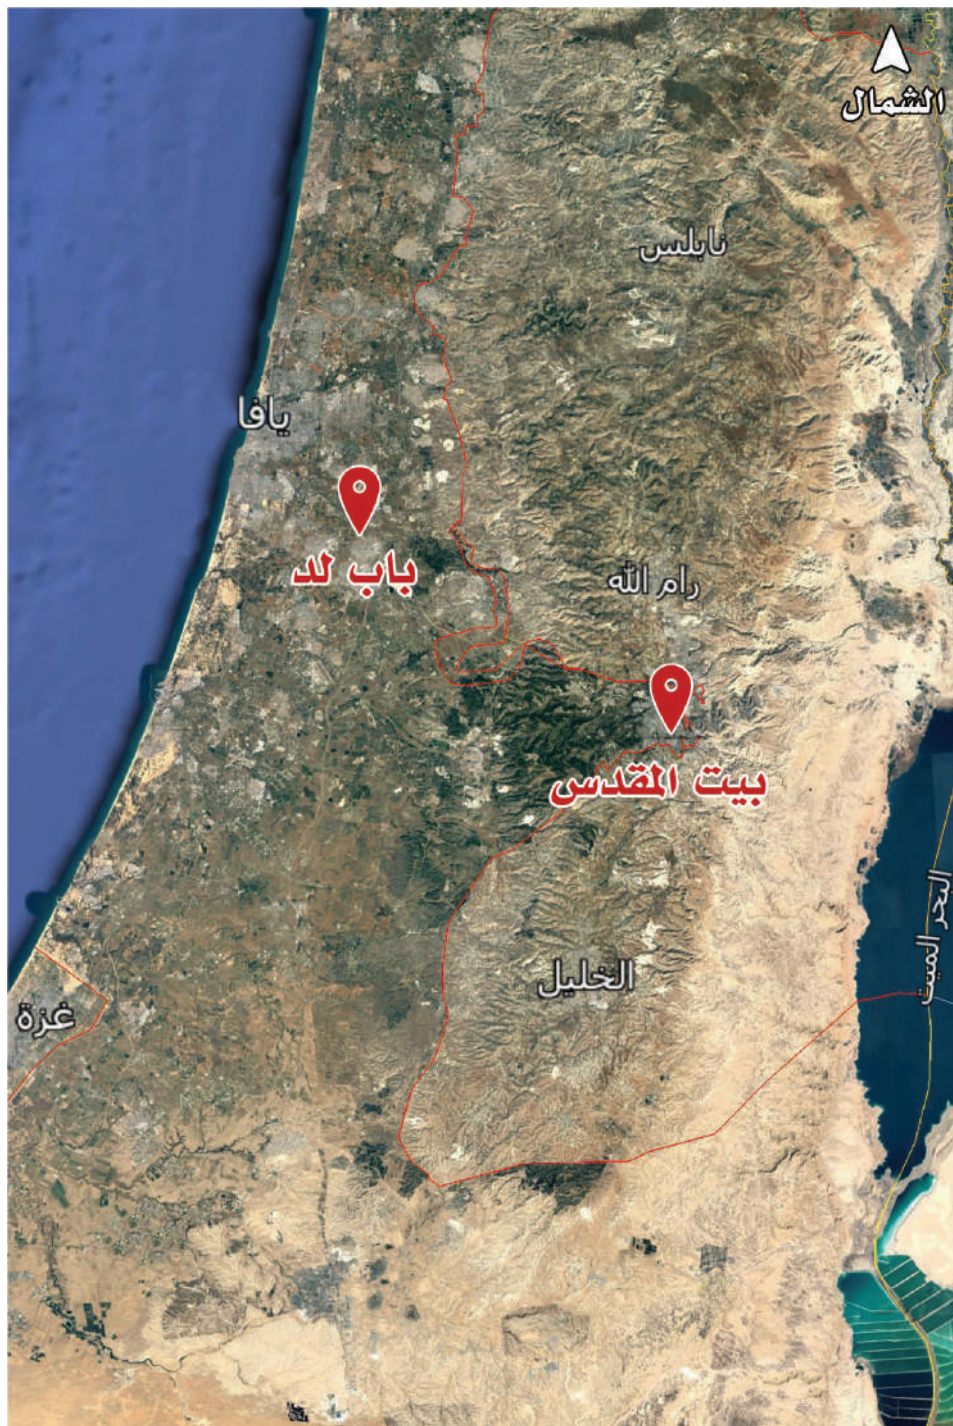 الشمال
نابلس
يافا
باب لد
رام الله
بيت المقدس
البحر الميت
الخليل
غزة